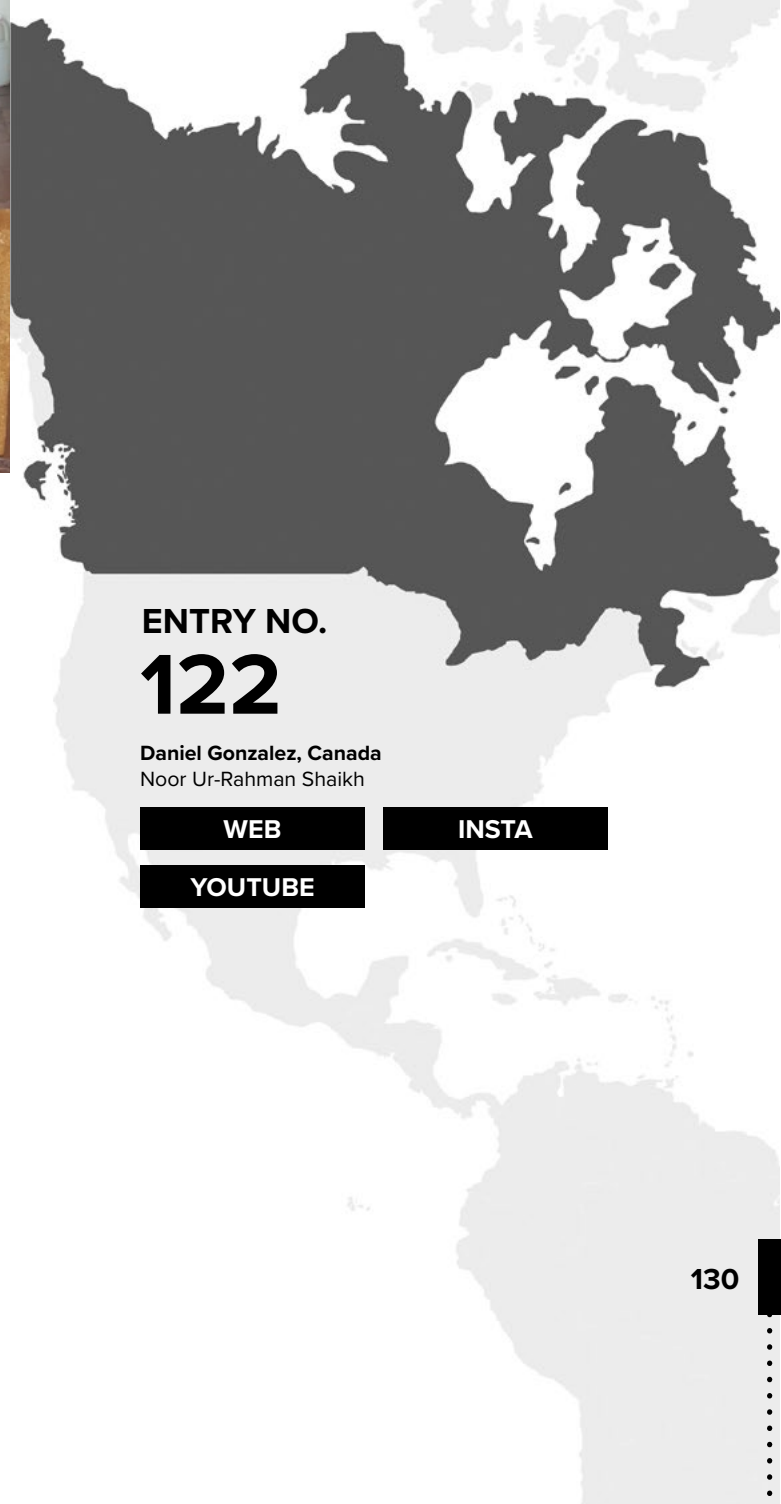 ENTRY NO.
122
Daniel Gonzalez, Canada
Noor Ur-Rahman Shaikh
WEB
INSTA
YOUTUBE
130